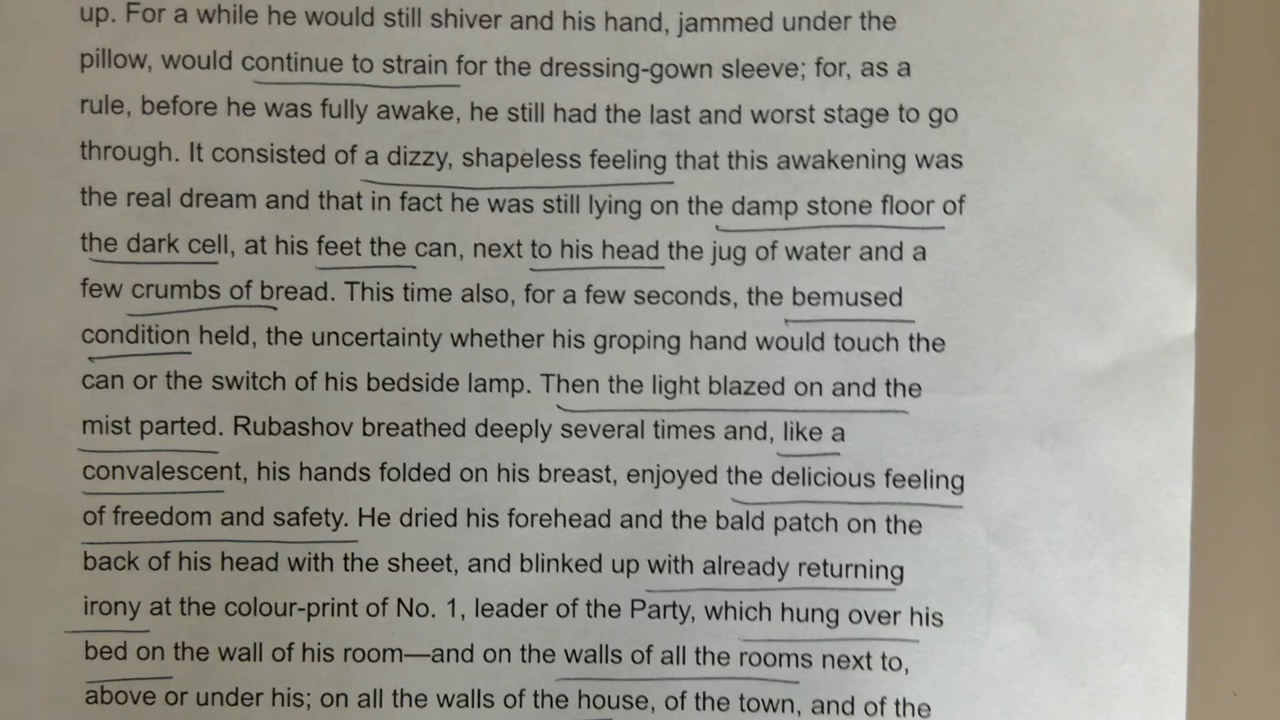 up. For a while he would still shiver and his hand, jammed under the
pillow, would continue to strain for the dressing-gown sleeve; for, as a
rule, before he was fully awake, he still had the last and worst stage to go
through. It consisted of a dizzy, shapeless feeling that this awakening was
the real dream and that in fact he was still lying on the damp stone floor of
the dark cell, at his feet the can, next to his head the jug of water and a
few crumbs of bread. This time also, for a few seconds, the bemused
condition held, the uncertainty whether his groping hand would touch the
can or the switch of his bedside lamp. Then the light blazed on and the
mist parted. Rubashov breathed deeply several times and, like a
convalescent, his hands folded on his breast, enjoyed the delicious feeling
of freedom and safety. He dried his forehead and the bald patch on the
back of his head with the sheet, and blinked up with already returning
irony at the colour-print of No. 1, leader of the Party, which hung over his
bed on the wall of his room—and on the walls of all the rooms next to,
above or under his; on all the walls of the house, of the town, and of the